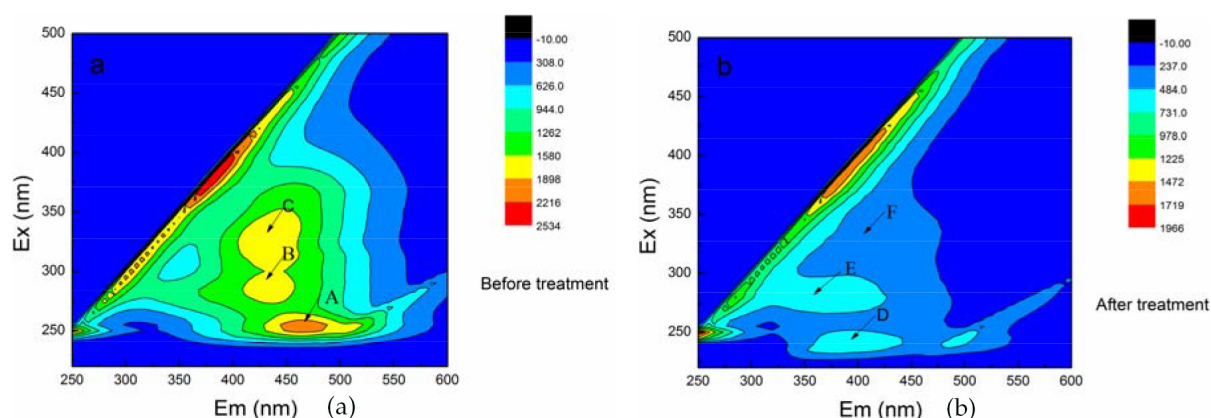 a
Ex (nm)
500
450
400
350
300
250
250
300
350
400
450
500
550
600
Em (nm)
(a)
C
B
A
-10.00
308.0
626.0
944.0
1262
1580
1898
2216
2534
Before treatment
b
Ex (nm)
500
450
400
350
300
250
250
300
350
400
450
500
550
600
Em (nm)
(b)
F
E
D
-10.00
237.0
484.0
731.0
978.0
1225
1472
1719
1966
After treatment